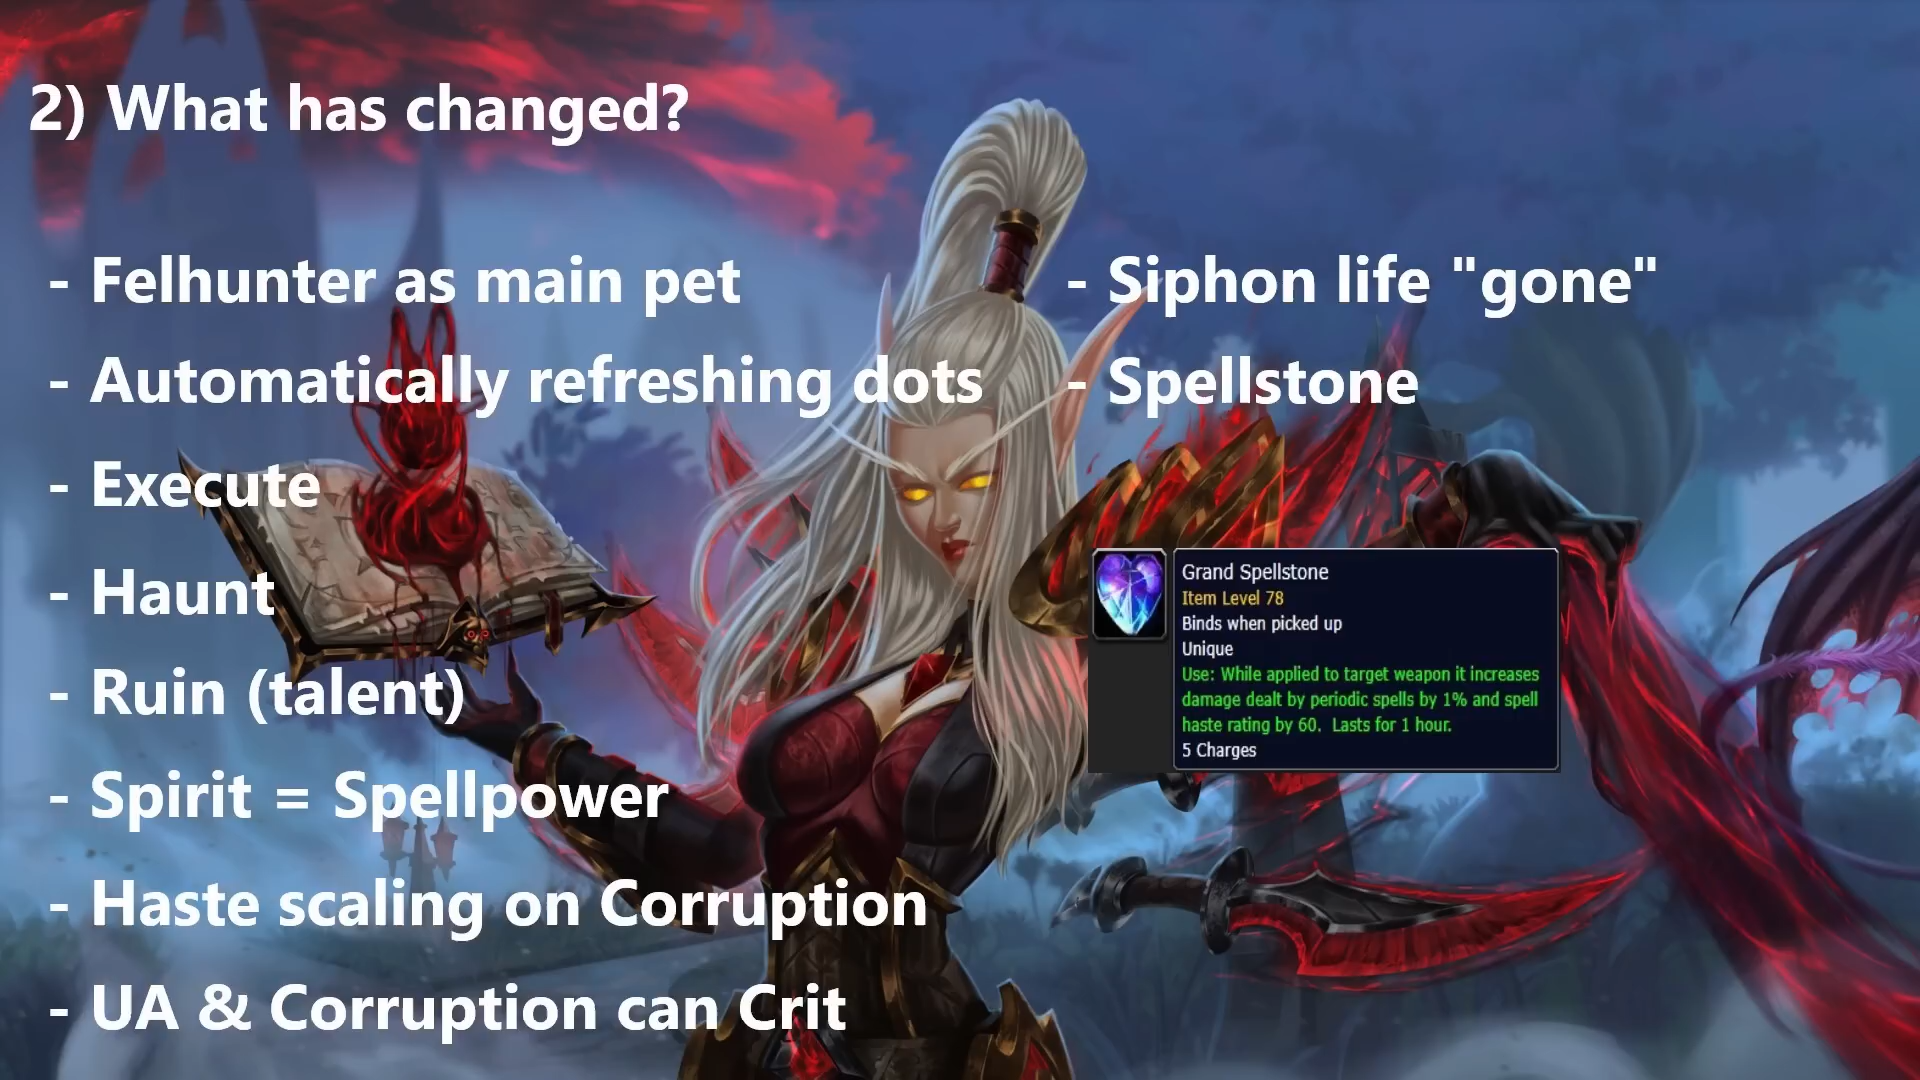 2) What has changed?
- Felhunter as main pet
- Automatically refreshing dots
- Execute
- Haunt
- Ruin (talent)
- Spirit = Spellpower
- Haste scaling on Corruption
- UA & Corruption can Crit
- Siphon life "gone"
- Spellstone
Grand Spellstone
Item Level 78
Binds when picked up
Unique
Use: While applied to target weapon it increases
damage dealt by periodic spells by 1% and spell
haste rating by 60. Lasts for 1 hour.
5 Charges